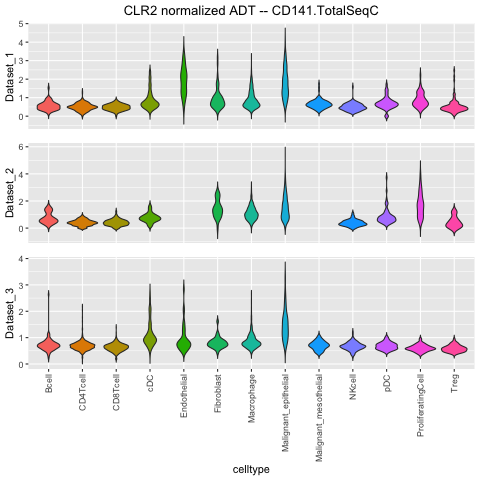 CLR2 normalized ADT -- CD141.TotalSeqC
Dataset_1
5
4
3
2
1
0
Dataset_2
6
4
2
0
Dataset_3
4
3
2
1
0
Bcell
CD4Tcell
CD8Tcell
cDC
Endothelial
Fibroblast
Macrophage
Malignant_epithelial
Malignant_mesothelial
NKcell
pDC
ProliferatingCell
Treg
celltype